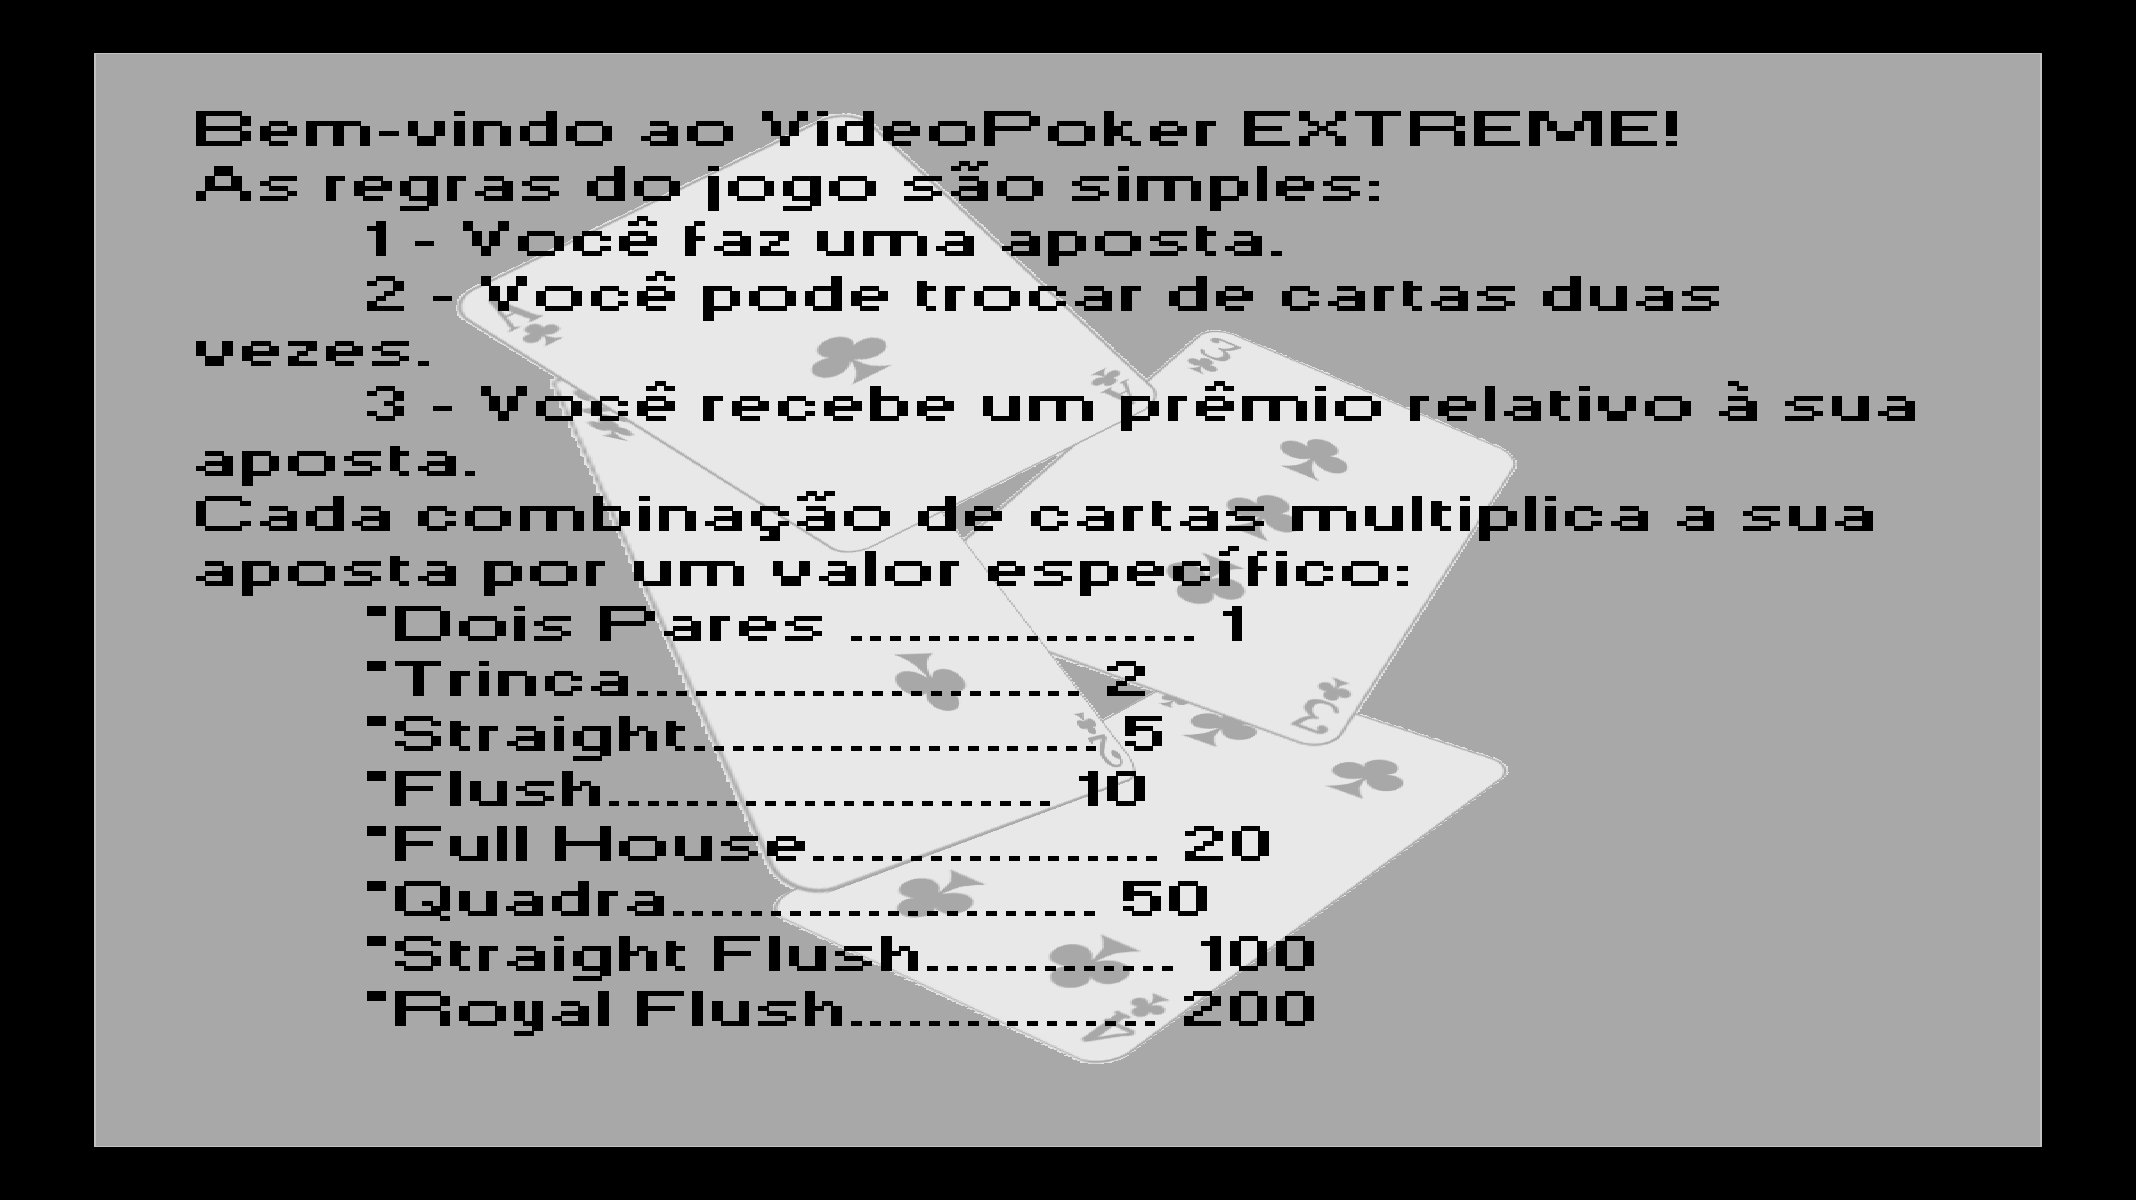 Bem-vindo ao VideoPoker EXTREME!
As regras do jogo são simples:
1 - Você faz uma aposta.
2 - Você pode trocar de cartas duas
vezes.
3 - Você recebe um prêmio relativo à sua
aposta.
Cada combinação de cartas multiplica a sua
aposta por um valor específico:
"Dois Pares .................. 1
"Trinca....................... 2
"Straight..................... 5
"Flush....................... 10
"Full House.................. 20
"Quadra...................... 50
"Straight Flush............. 100
"Royal Flush................ 200